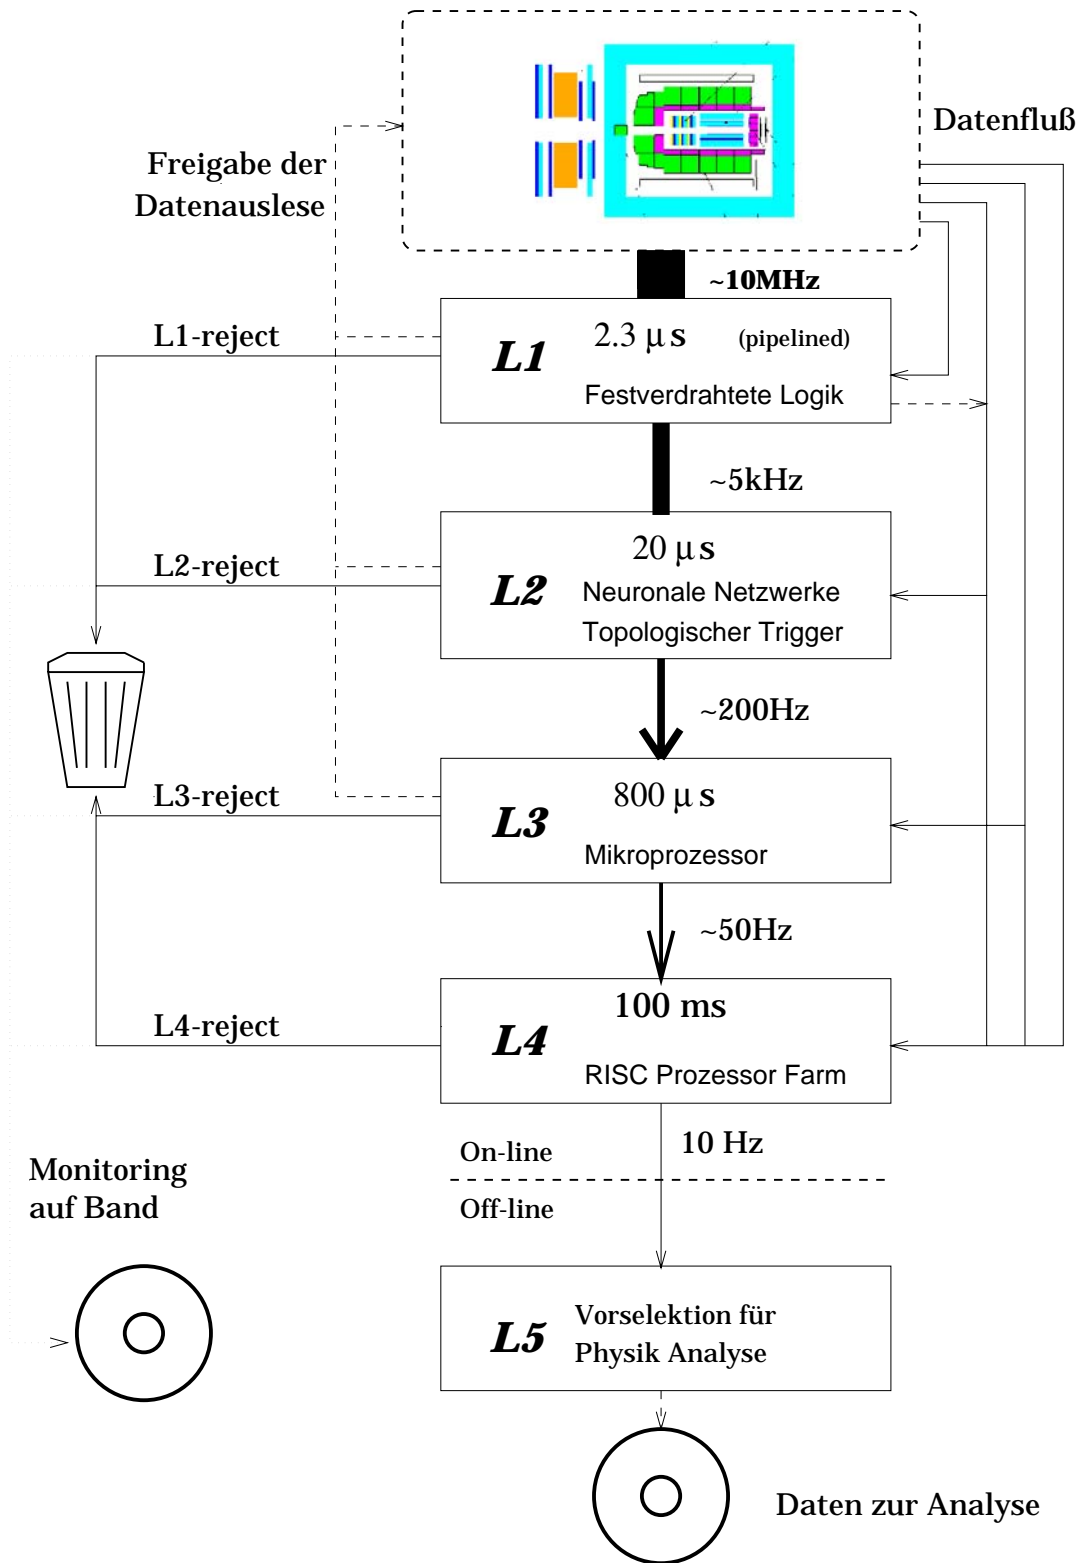 Datenfluß
Freigabe der
Datenauslese
~10MHz
L1-reject
L1
2.3 μs
(pipelined)
Festverdrahtete Logik
~5kHz
L2-reject
L2
20 μs
Neuronale Netzwerke
Topologischer Trigger
~200Hz
L3-reject
L3
800 μs
Mikroprozessor
~50Hz
L4-reject
L4
100 ms
RISC Prozessor Farm
10 Hz
On-line
Off-line
Monitoring
auf Band
L5
Vorselektion für
Physik Analyse
Daten zur Analyse